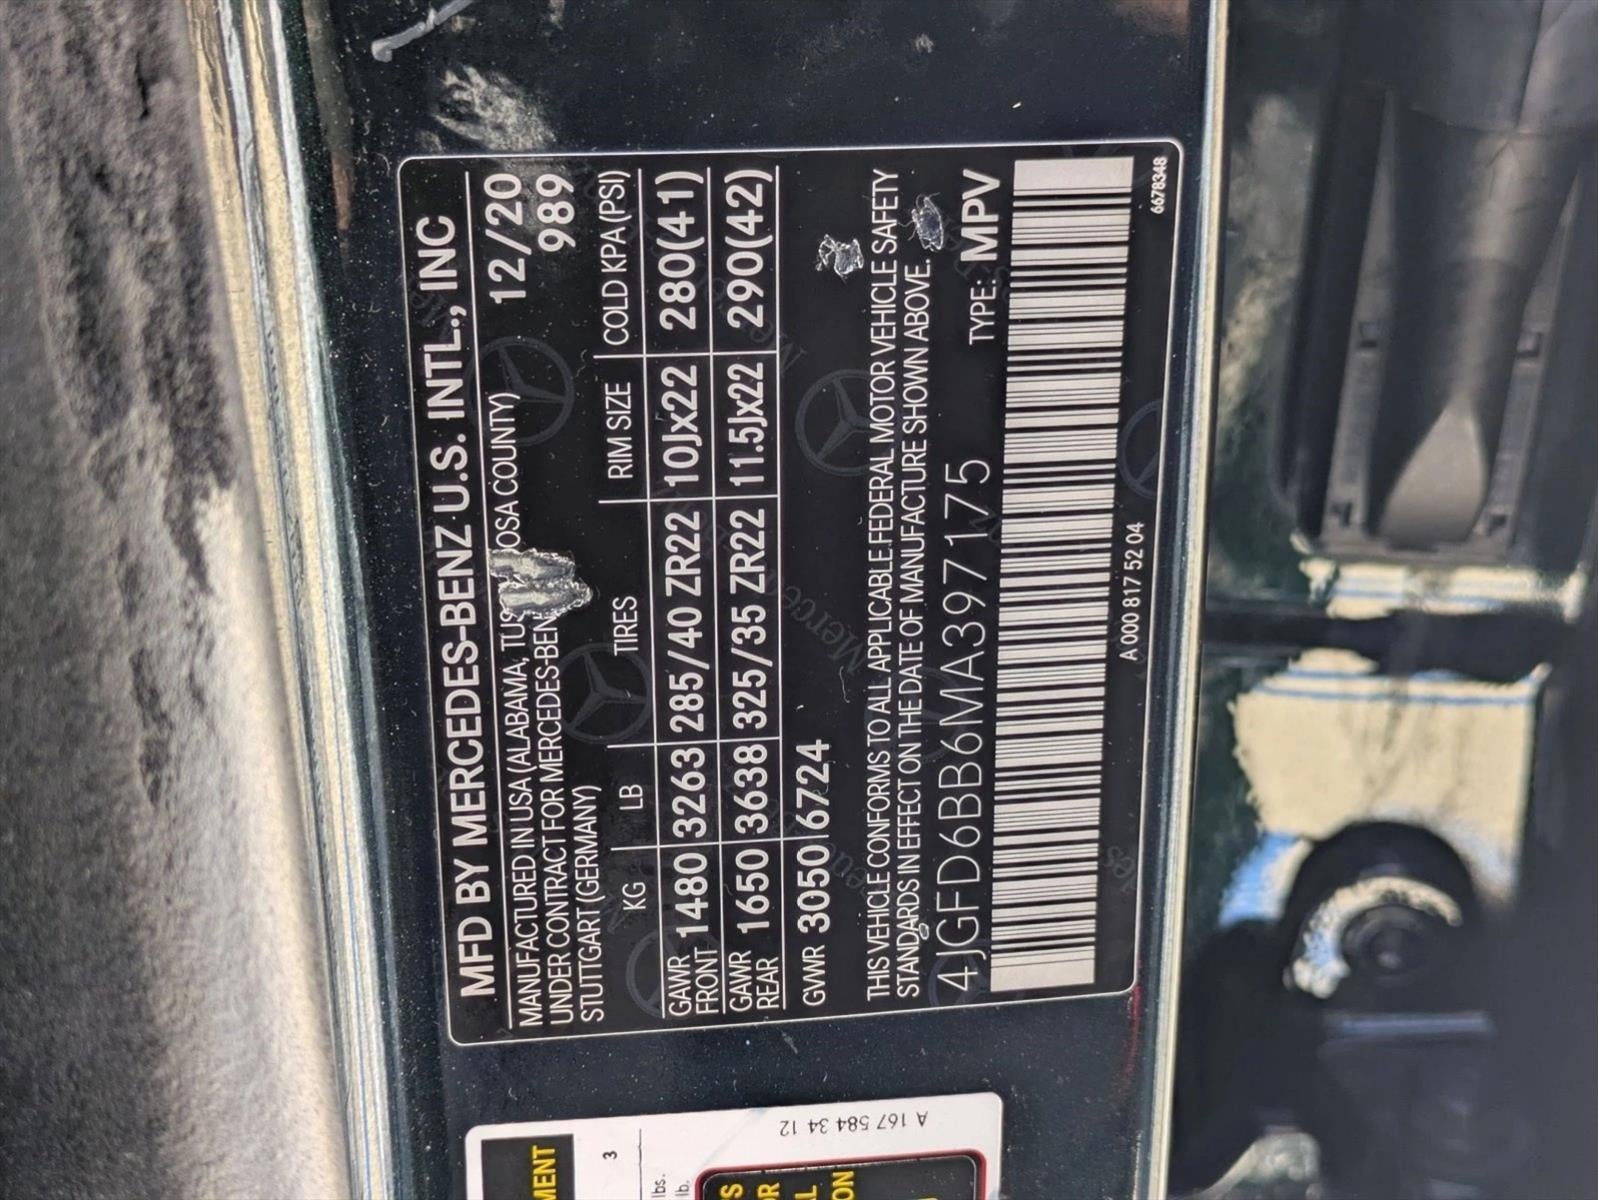 MFD BY MERCEDES-BENZ U.S. INTL., INC
MANUFACTURED IN USA (ALABAMA, TUS OSA COUNTY) 12/20
UNDER CONTRACT FOR MERCEDES-BEN 989
STUTTGART (GERMANY)
KG LB TIRES RIM SIZE COLD KPA (PSI)
GAWR FRONT 1480 3263 285/40 ZR22 10Jx22 280(41)
GAWR REAR 1650 3638 325/35 ZR22 11.5Jx22 290(42)
GVWR 3050 6724
THIS VEHICLE CONFORMS TO ALL APPLICABLE FEDERAL MOTOR VEHICLE SAFETY
STANDARDS IN EFFECT ON THE DATE OF MANUFACTURE SHOWN ABOVE.
4JGFD6BB6MA397175 TYPE: MPV
A 000 817 52 04 6678348
A 167 584 34 12
3
lbs.
lb.